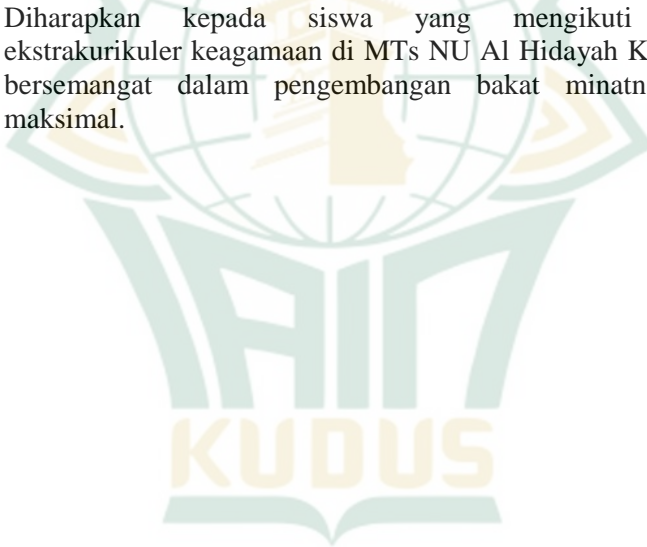 Diharapkan kepada siswa yang mengikuti
ekstrakurikuler keagamaan di MTs NU Al Hidayah K
bersemangat dalam pengembangan bakat minatn
maksimal.
IAIN
KUDUS